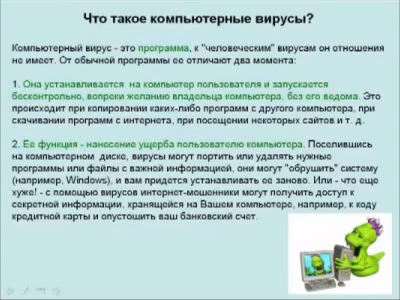 Что такое компьютерные вирусы?
Компьютерный вирус - это программа, к "человеческим" вирусам он отношения
не имеет. От обычной программы ее отличают два момента:
1. Она устанавливается на компьютер пользователя и запускается
бесконтрольно, вопреки желанию владельца компьютера, без его ведома. Это
происходит при копировании каких-либо программ с другого компьютера, при
скачивании программ с интернета, при посещении некоторых сайтов и т. д.
2. Ее функция - нанесение ущерба пользователю компьютера. Поселившись
на компьютерном диске, вирусы могут портить или удалять нужные
программы или файлы с важной информацией, они могут "обрушить" систему
(например, Windows), и вам придется устанавливать ее заново. Или - что еще
хуже! - с помощью вирусов интернет-мошенники могут получить доступ к
секретной информации, хранящейся на Вашем компьютере, например, к коду
кредитной карты и опустошить ваш банковский счет.